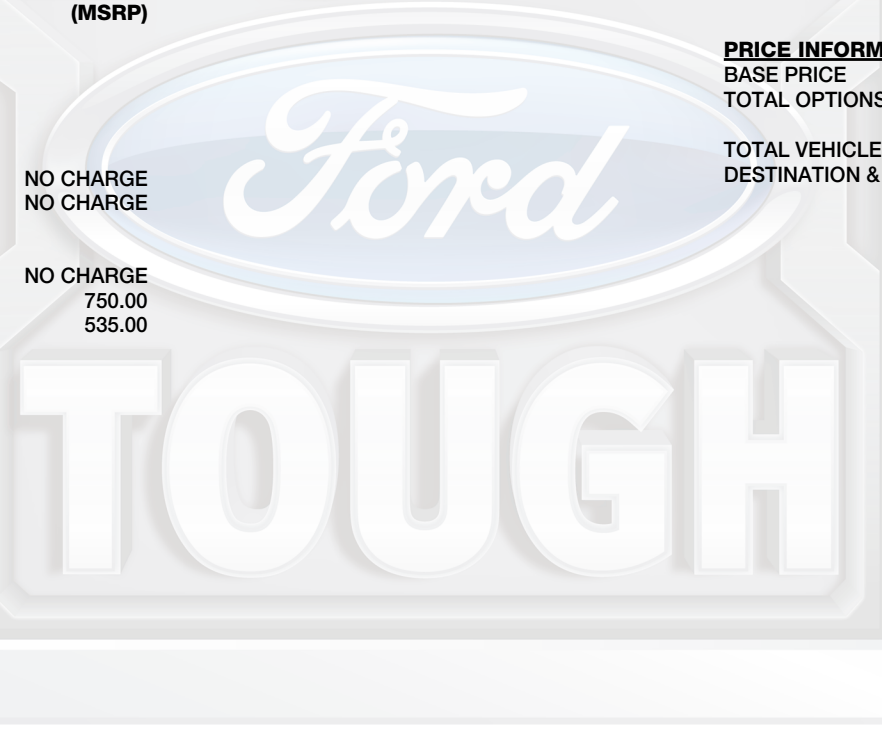 (MSRP)
NO CHARGE
NO CHARGE
NO CHARGE
750.00
535.00
PRICE INFORM
BASE PRICE
TOTAL OPTIONS
TOTAL VEHICLE
DESTINATION &
Ford
TOUGH